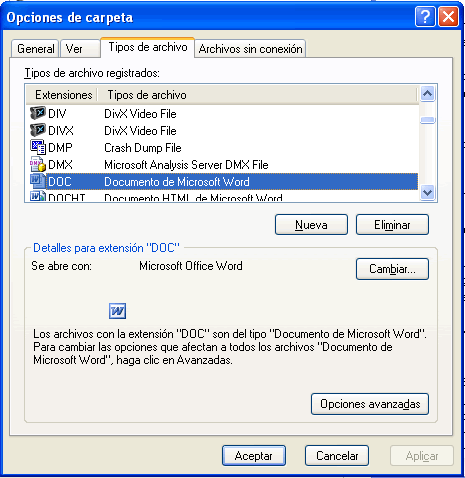 Opciones de carpeta
General Ver Tipos de archivo Archivos sin conexión
Tipos de archivo registrados:
Extensiones Tipos de archivo
DIV DivX Video File
DIVX DivX Video File
DMP Crash Dump File
DMX Microsoft Analysis Server DMX File
DOC Documento de Microsoft Word
DOCHT Documento HTML de Microsoft Word
Nueva Eliminar
Detalles para extensión "DOC"
Se abre con: Microsoft Office Word Cambiar...
Los archivos con la extensión "DOC" son del tipo "Documento de Microsoft Word".
Para cambiar las opciones que afectan a todos los archivos "Documento de
Microsoft Word", haga clic en Avanzadas.
Opciones avanzadas
Aceptar Cancelar Aplicar